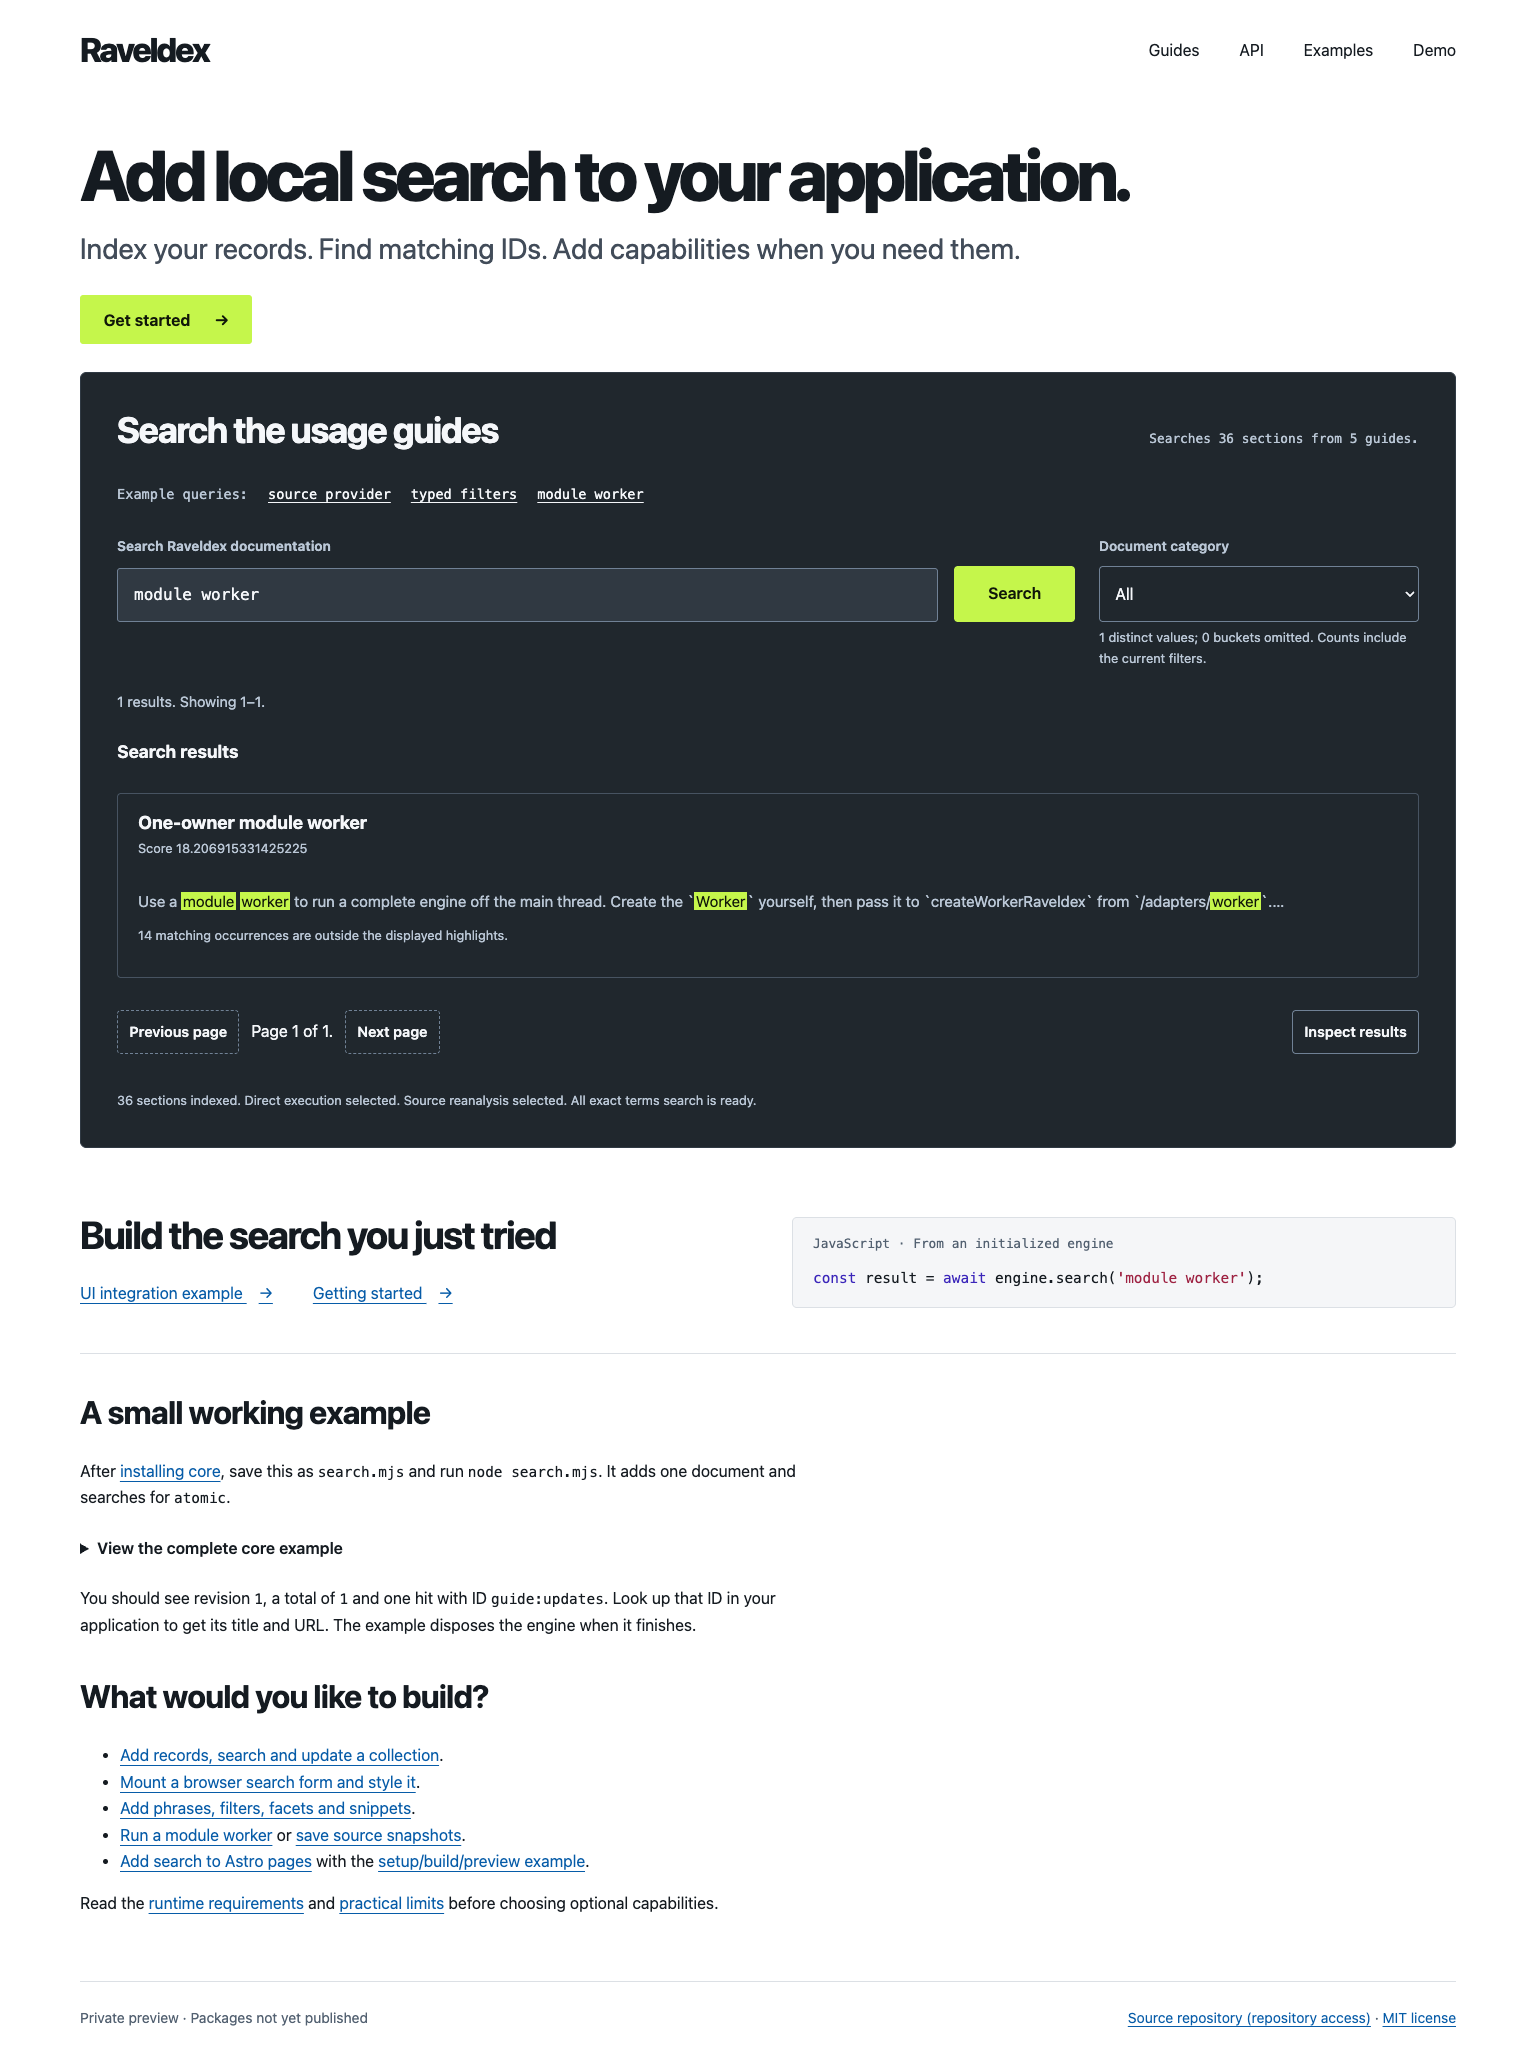 Raveldex
Guides API Examples Demo
Add local search to your application.
Index your records. Find matching IDs. Add capabilities when you need them.
Get started →
Search the usage guides
Searches 36 sections from 5 guides.
Example queries: source provider typed filters module worker
Search Raveldex documentation
Document category
module worker
Search
All
1 distinct values; 0 buckets omitted. Counts include
the current filters.
1 results. Showing 1–1.
Search results
One-owner module worker
Score 18.206915331425225
Use a module worker to run a complete engine off the main thread. Create the `Worker` yourself, then pass it to `createWorkerRaveldex` from `/adapters/worker`.…
14 matching occurrences are outside the displayed highlights.
Previous page Page 1 of 1. Next page
Inspect results
36 sections indexed. Direct execution selected. Source reanalysis selected. All exact terms search is ready.
Build the search you just tried
UI integration example → Getting started →
JavaScript · From an initialized engine
const result = await engine.search('module worker');
A small working example
After installing core, save this as search.mjs and run node search.mjs. It adds one document and
searches for atomic.
▶ View the complete core example
You should see revision 1, a total of 1 and one hit with ID guide:updates. Look up that ID in your
application to get its title and URL. The example disposes the engine when it finishes.
What would you like to build?
• Add records, search and update a collection.
• Mount a browser search form and style it.
• Add phrases, filters, facets and snippets.
• Run a module worker or save source snapshots.
• Add search to Astro pages with the setup/build/preview example.
Read the runtime requirements and practical limits before choosing optional capabilities.
Private preview · Packages not yet published
Source repository (repository access) · MIT license